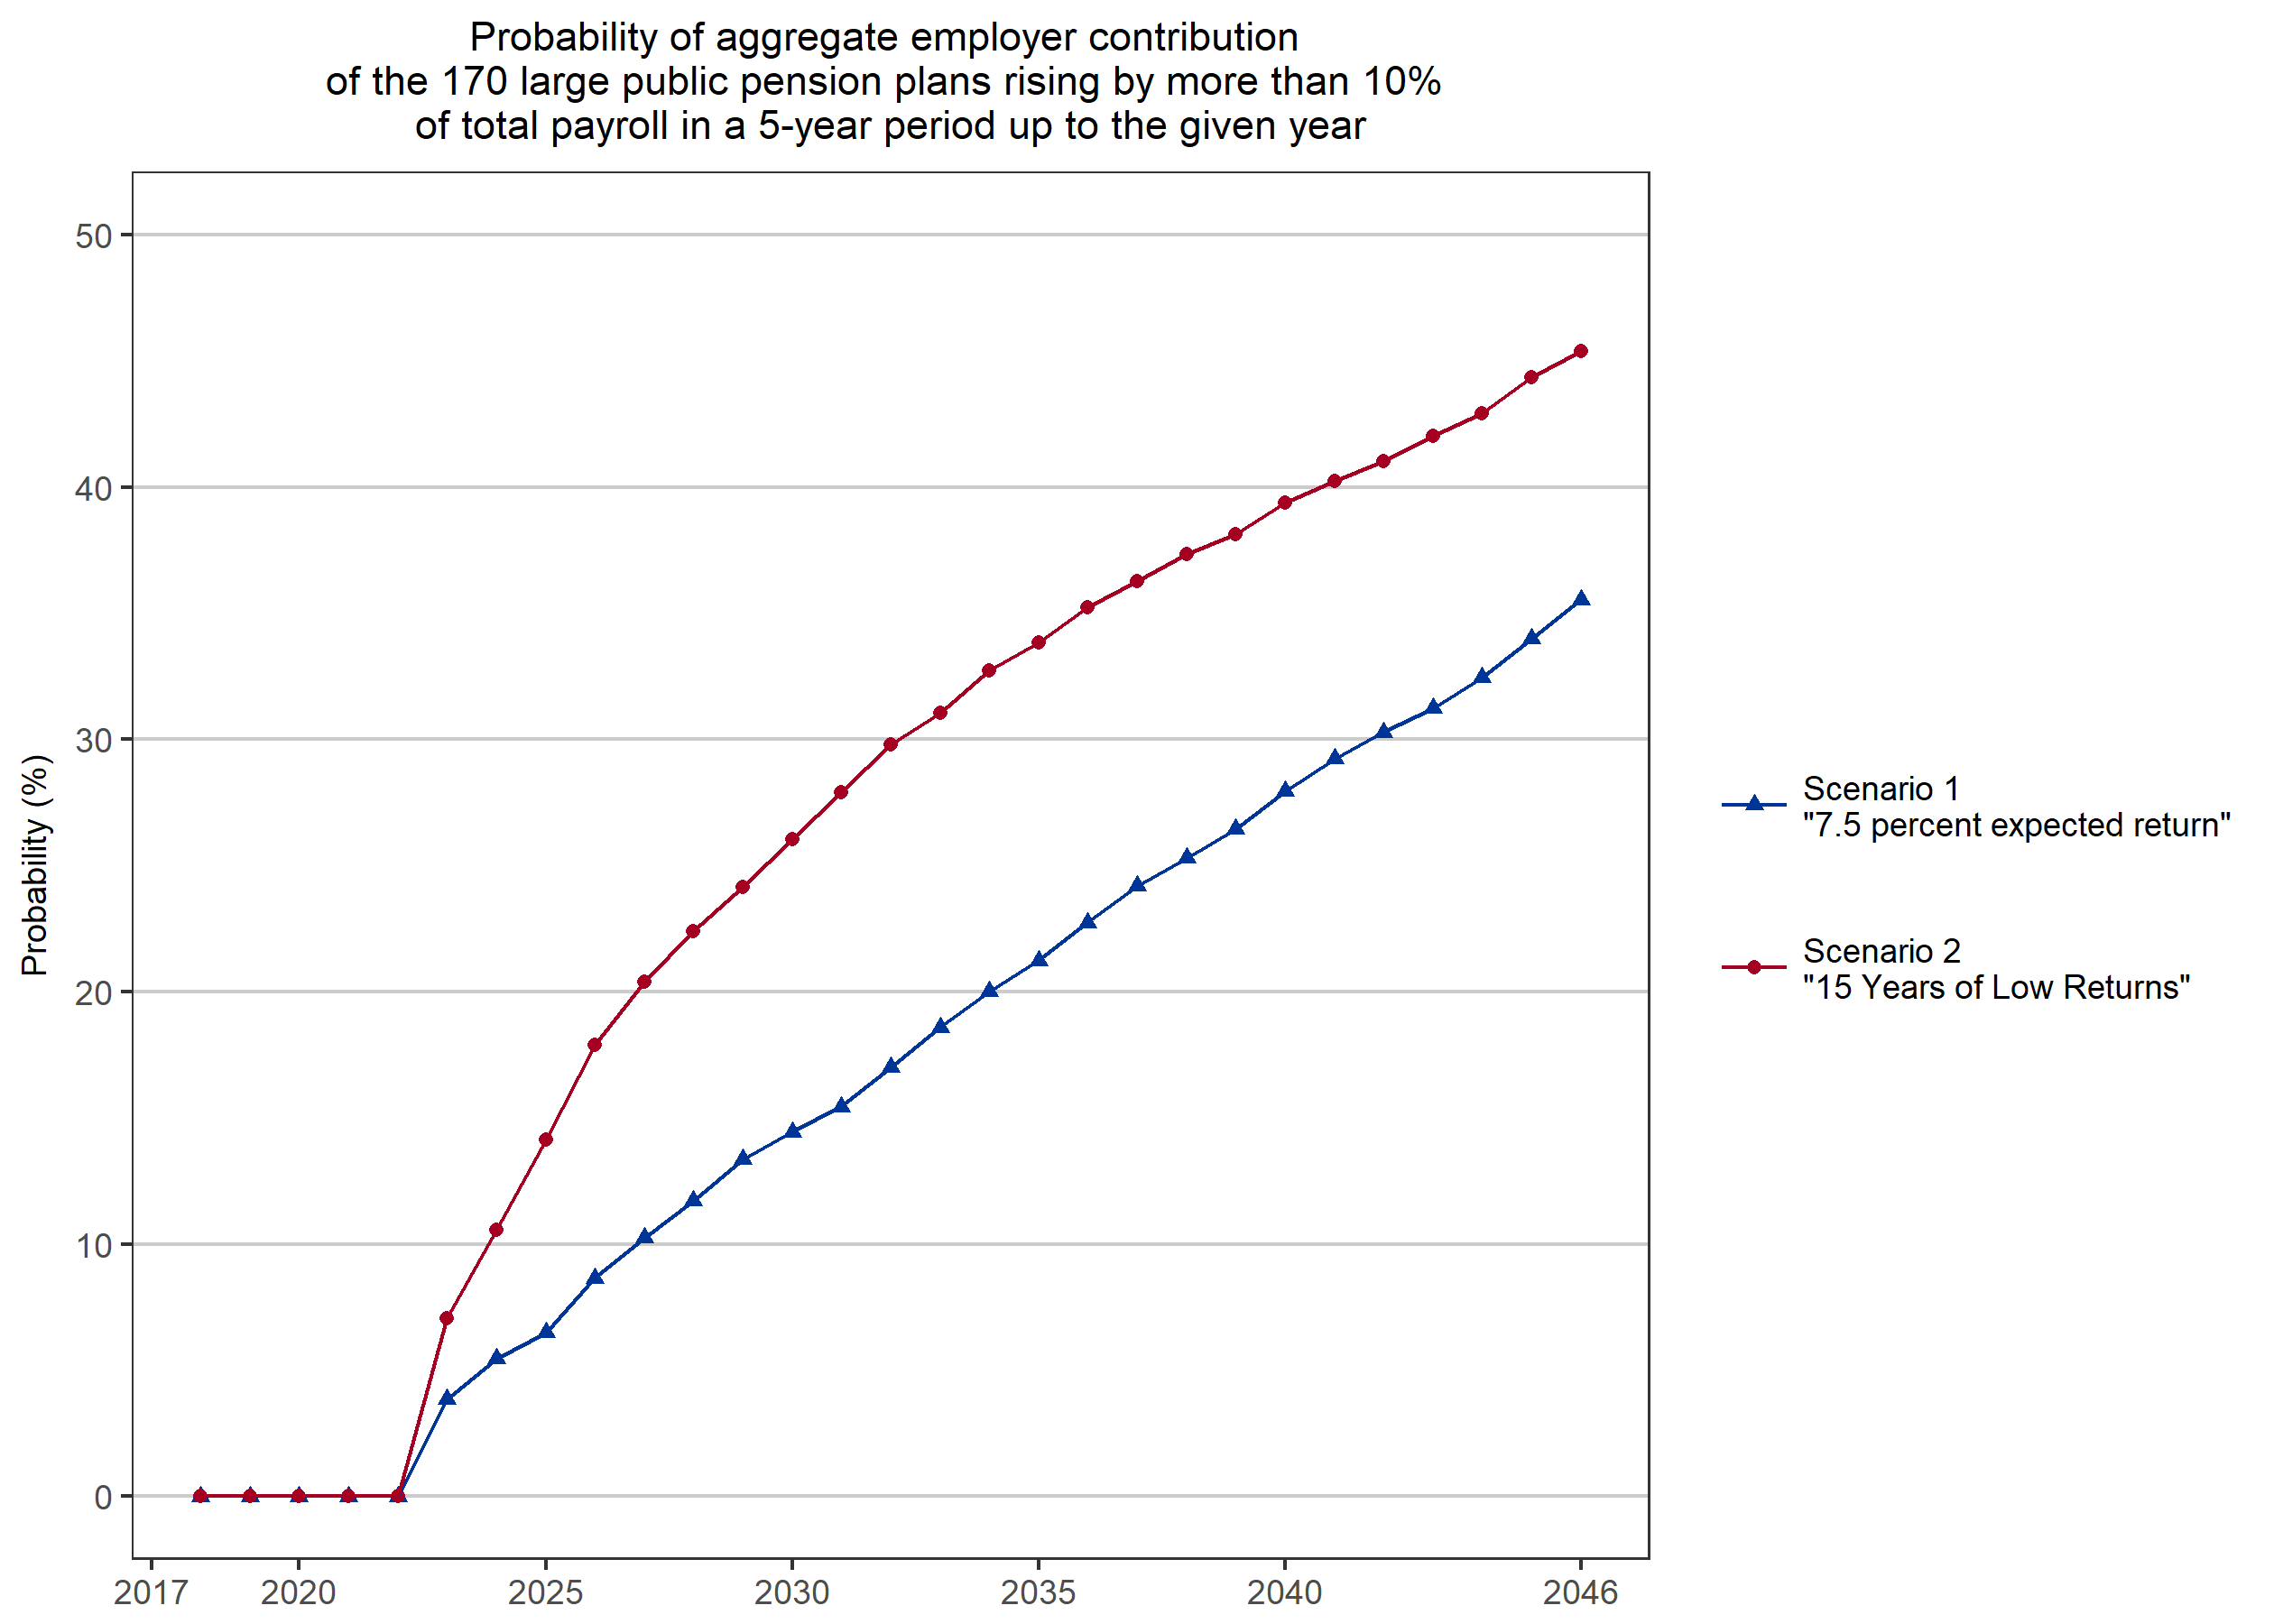 Probability of aggregate employer contribution
of the 170 large public pension plans rising by more than 10%
of total payroll in a 5-year period up to the given year
50
40
30
20
10
0
Probability (%)
2017
2020
2025
2030
2035
2040
2046
Scenario 1
"7.5 percent expected return"
Scenario 2
"15 Years of Low Returns"